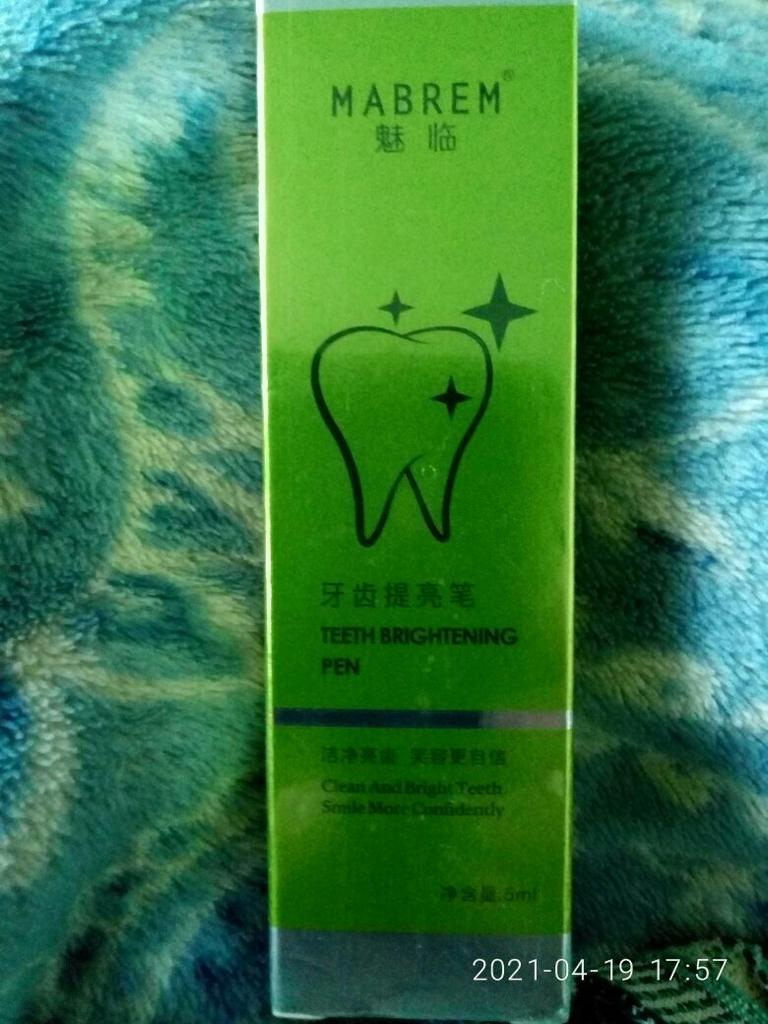 MABREM®
魅临
牙齿提亮笔
TEETH BRIGHTENING
PEN
洁净亮齿 笑容更自信
Clean And Bright Teeth
Smile More Confidently
净含量:5ml
2021-04-19 17:57